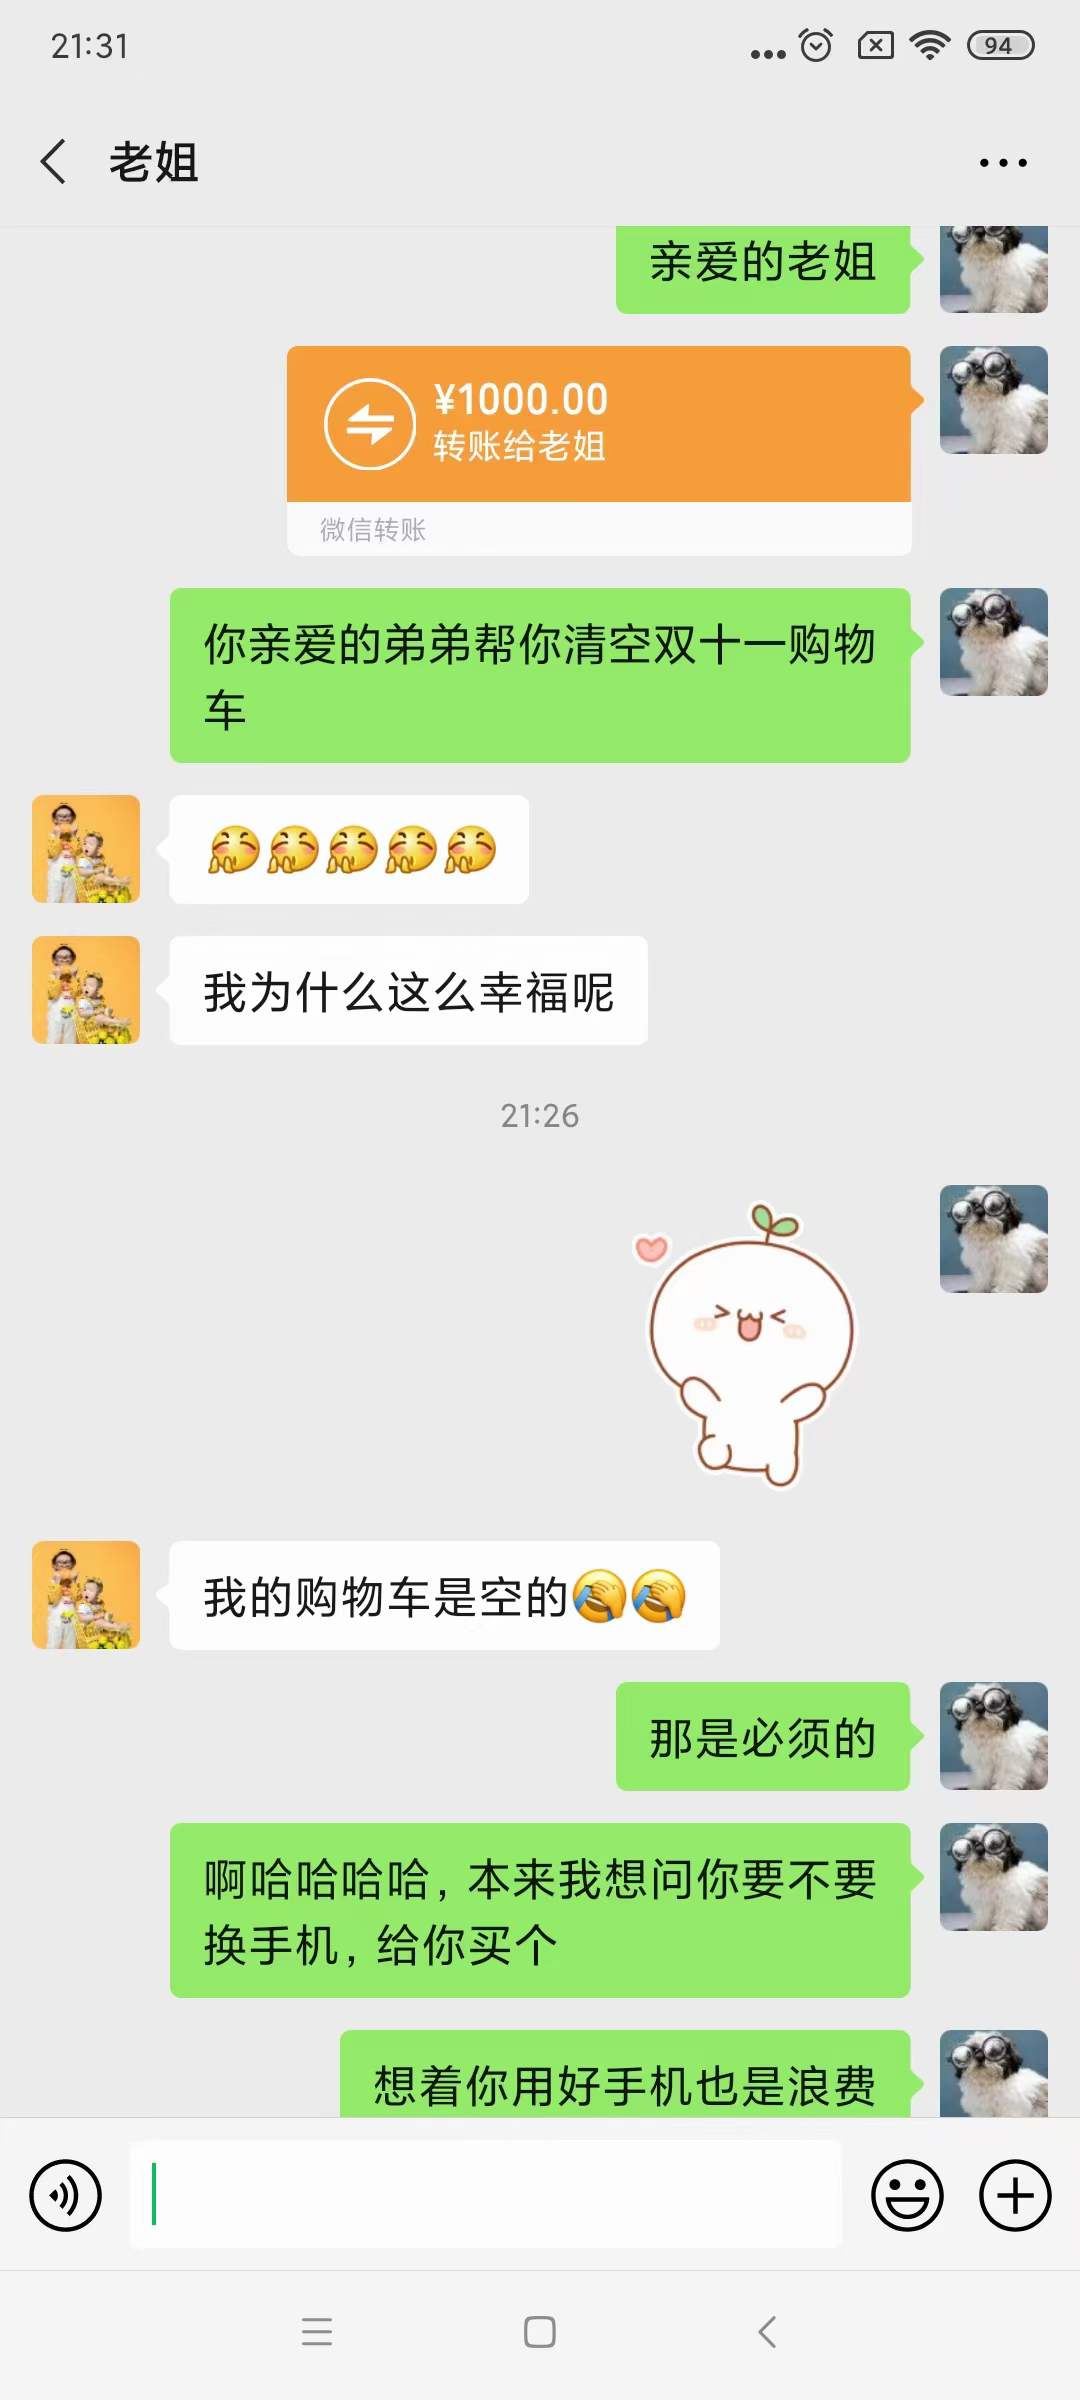 21:31
94
老姐
亲爱的老姐
¥1000.00
转账给老姐
微信转账
你亲爱的弟弟帮你清空双十一购物
车
我为什么这么幸福呢
21:26
我的购物车是空的
那是必须的
啊哈哈哈哈，本来我想问你要不要
换手机，给你买个
想着你用好手机也是浪费